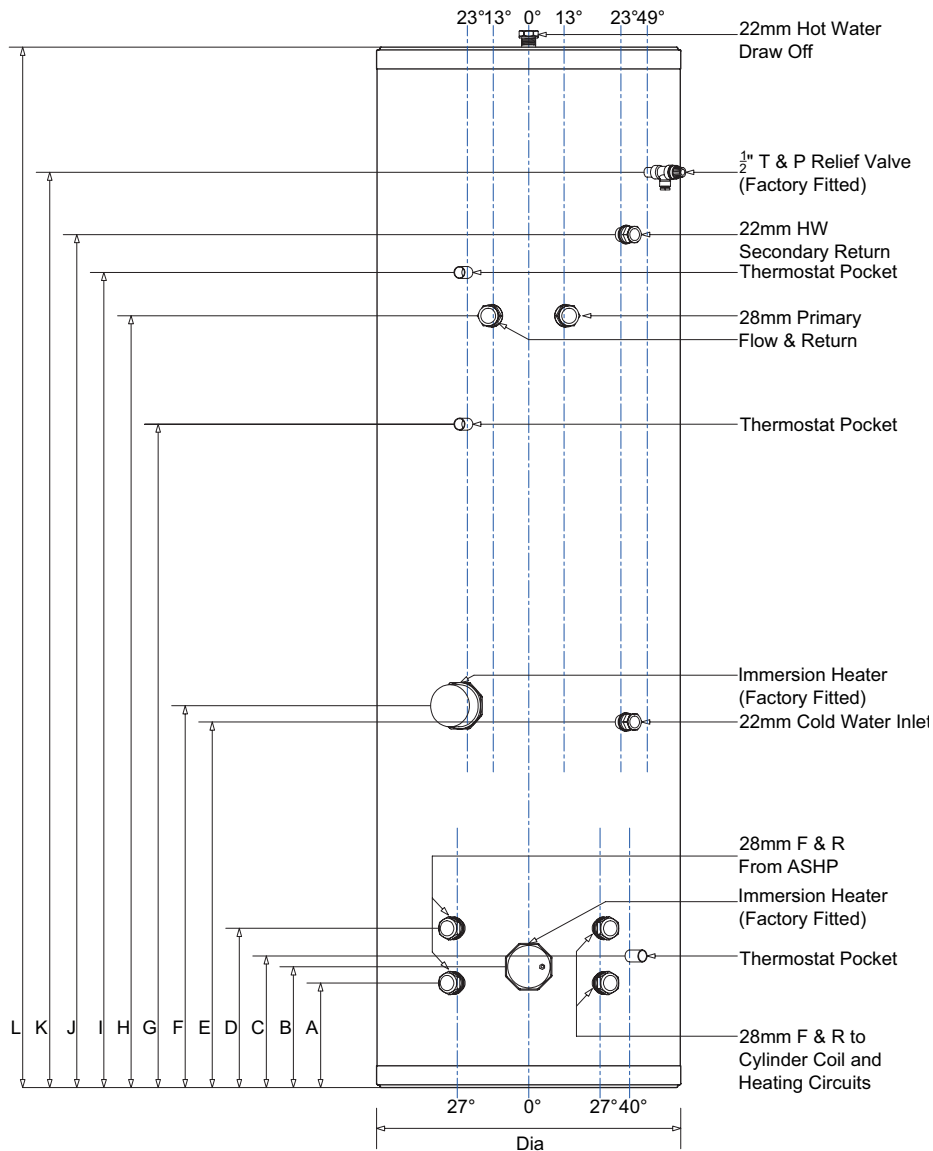 23° 13° 0° 13° 23° 49°
22mm Hot Water
Draw Off
1/2" T & P Relief Valve
(Factory Fitted)
22mm HW
Secondary Return
Thermostat Pocket
28mm Primary
Flow & Return
Thermostat Pocket
Immersion Heater
(Factory Fitted)
22mm Cold Water Inlet
28mm F & R
From ASHP
Immersion Heater
(Factory Fitted)
Thermostat Pocket
28mm F & R to
Cylinder Coil and
Heating Circuits
L K J I H G F E D C B A
27° 0° 27° 40°
Dia